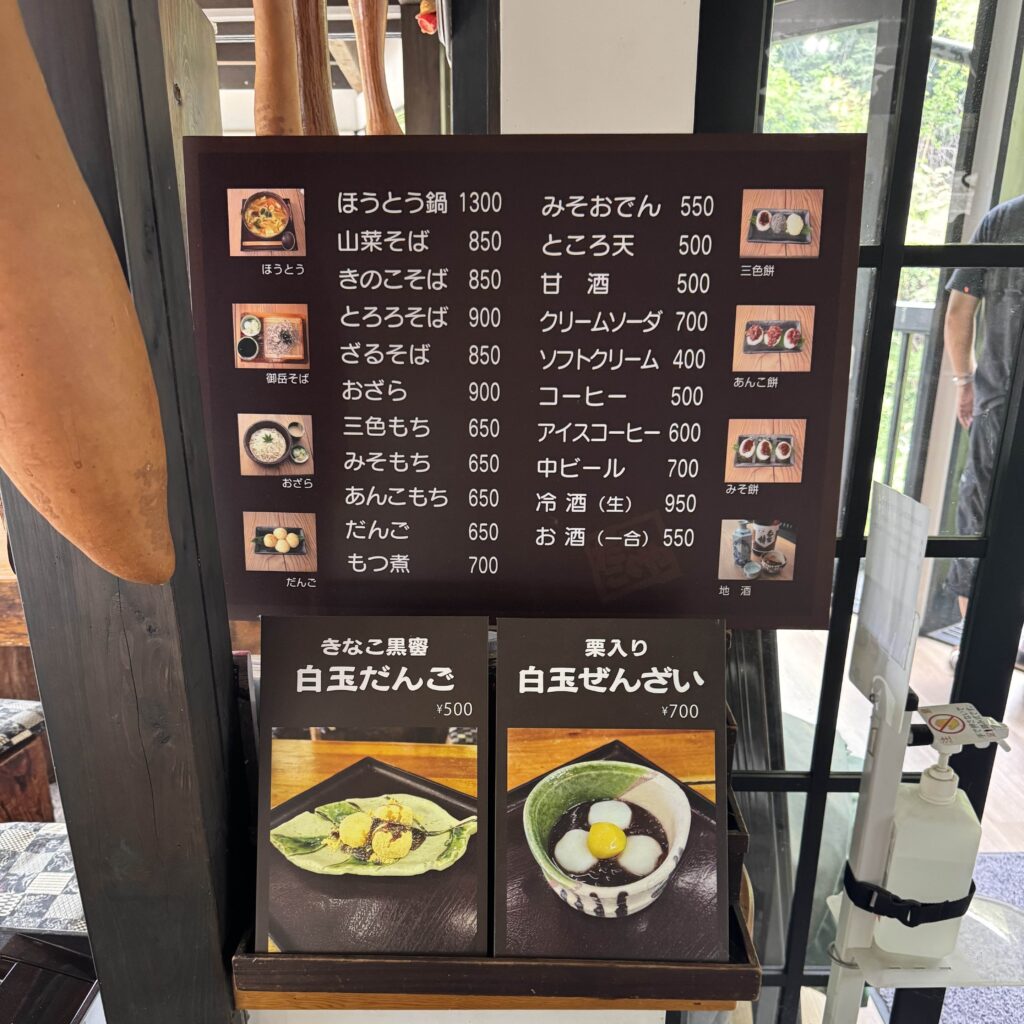 ほうとう鍋 1300
山菜そば 850
きのこそば 850
とろろそば 900
ざるそば 850
おざら 900
三色もち 650
みそもち 650
あんこもち 650
だんご 650
もつ煮 700
みそおでん 550
ところ天 500
甘 酒 500
クリームソーダ 700
ソフトクリーム 400
コーヒー 500
アイスコーヒー 600
中ビール 700
冷 酒（生） 950
お 酒（一合） 550
ほうとう
御岳そば
おざら
だんご
三色餅
あんこ餅
みそ餅
地 酒
きなこ黒蜜
白玉だんご
¥500
栗入り
白玉ぜんざい
¥700